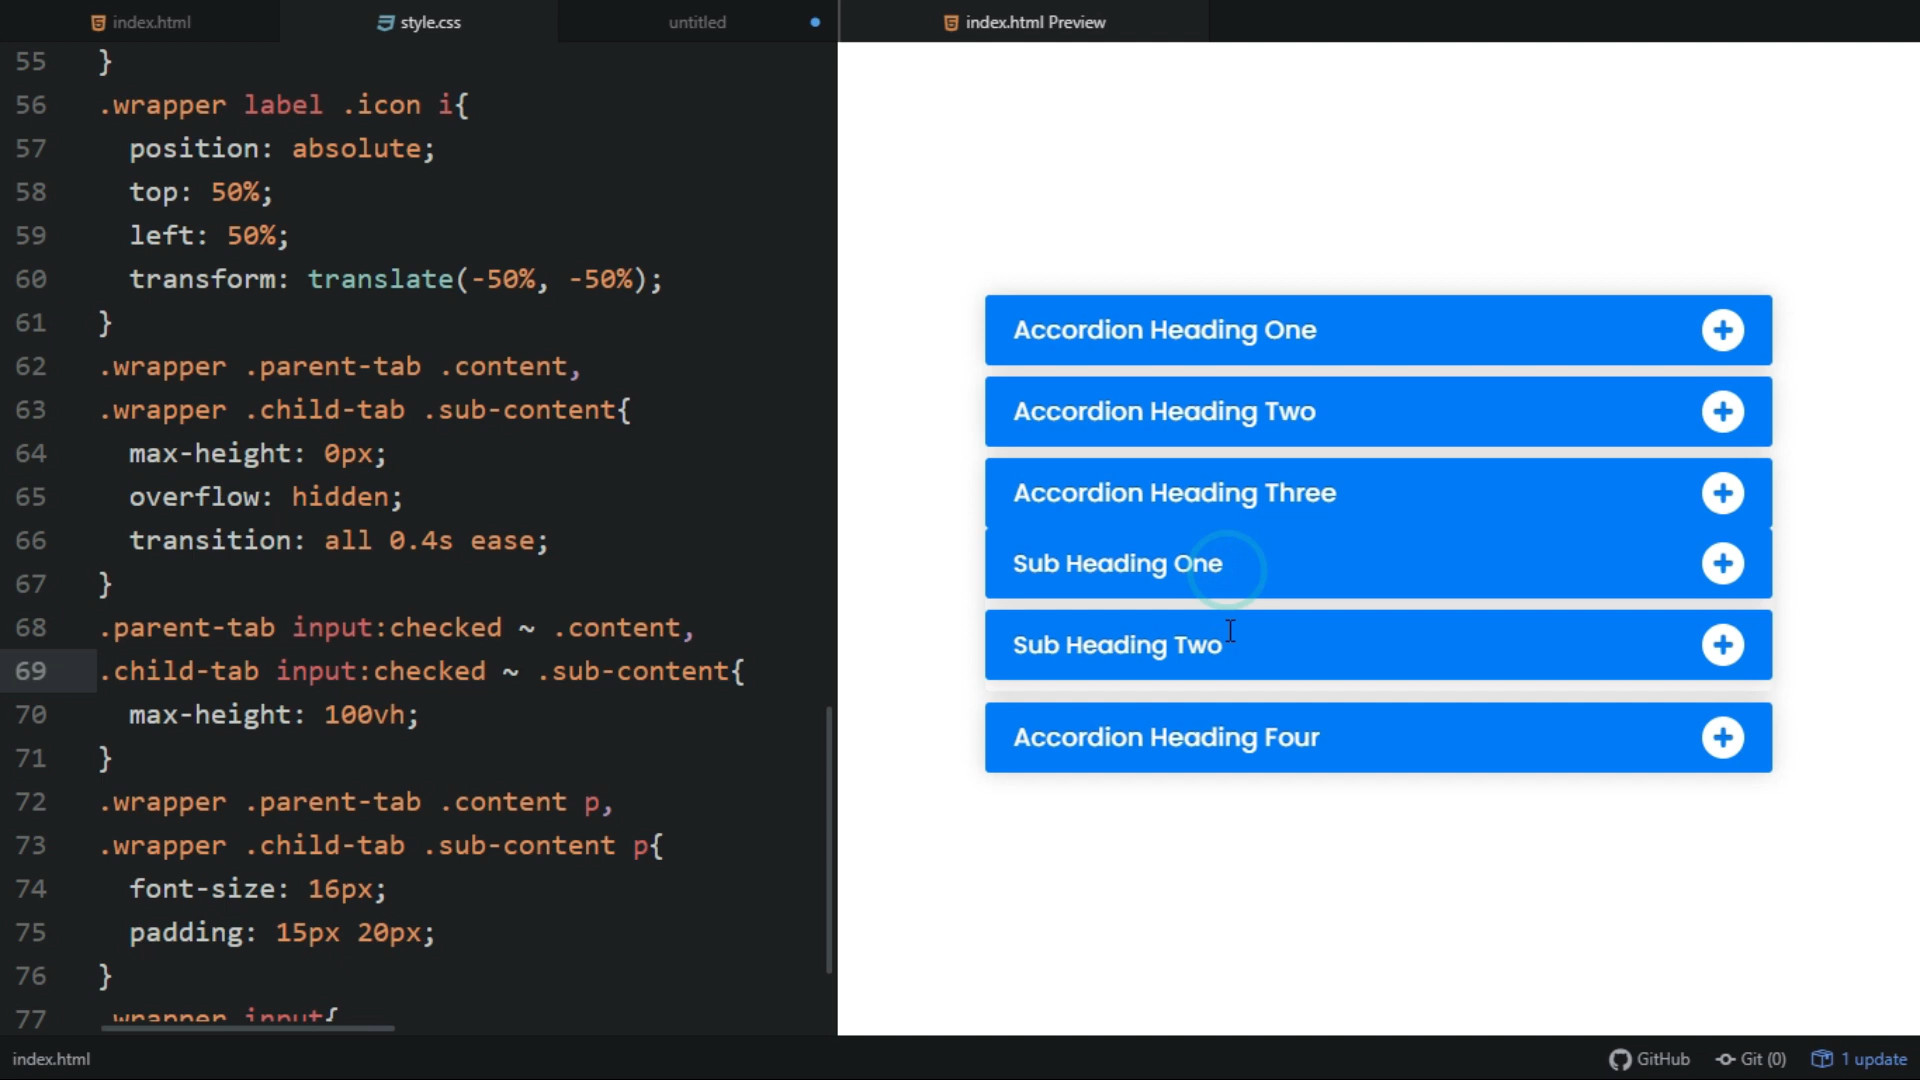 index.html
style.css
untitled
index.html Preview
55 }
56 .wrapper label .icon i{
57 position: absolute;
58 top: 50%;
59 left: 50%;
60 transform: translate(-50%, -50%);
61 }
62 .wrapper .parent-tab .content,
63 .wrapper .child-tab .sub-content{
64 max-height: 0px;
65 overflow: hidden;
66 transition: all 0.4s ease;
67 }
68 .parent-tab input:checked ~ .content,
69 .child-tab input:checked ~ .sub-content{
70 max-height: 100vh;
71 }
72 .wrapper .parent-tab .content p,
73 .wrapper .child-tab .sub-content p{
74 font-size: 16px;
75 padding: 15px 20px;
76 }
77 .wrapper input{
Accordion Heading One
Accordion Heading Two
Accordion Heading Three
Sub Heading One
Sub Heading Two
Accordion Heading Four
index.html
GitHub
Git (0)
1 update